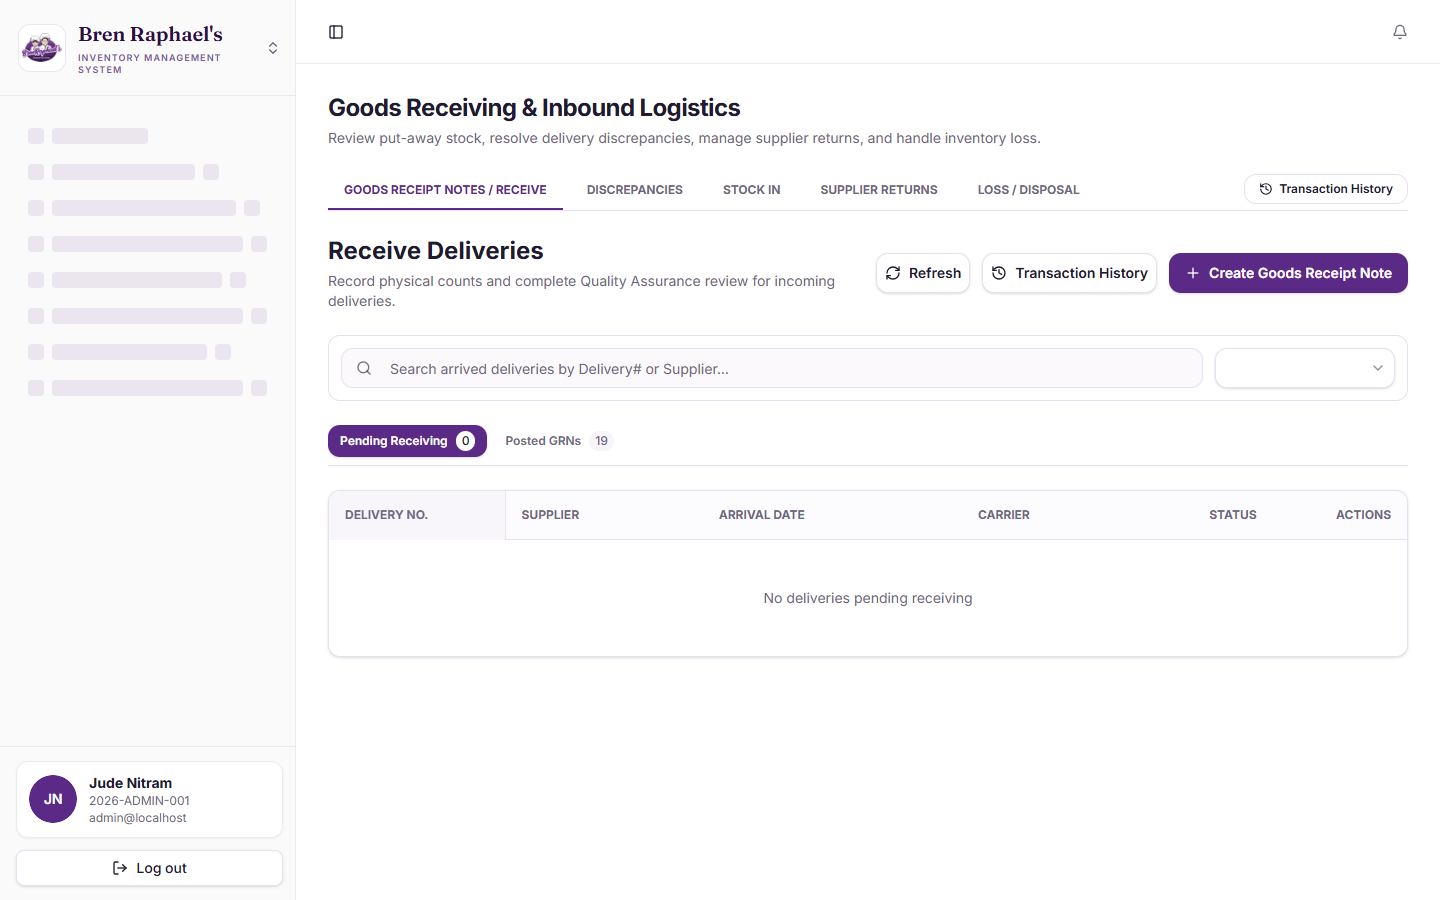 Bren Raphael's
INVENTORY MANAGEMENT
SYSTEM
Goods Receiving & Inbound Logistics
Review put-away stock, resolve delivery discrepancies, manage supplier returns, and handle inventory loss.
GOODS RECEIPT NOTES / RECEIVE
DISCREPANCIES
STOCK IN
SUPPLIER RETURNS
LOSS / DISPOSAL
Transaction History
Receive Deliveries
Record physical counts and complete Quality Assurance review for incoming
deliveries.
Refresh
Transaction History
Create Goods Receipt Note
Search arrived deliveries by Delivery# or Supplier...
Pending Receiving 0
Posted GRNs 19
DELIVERY NO.
SUPPLIER
ARRIVAL DATE
CARRIER
STATUS
ACTIONS
No deliveries pending receiving
JN
Jude Nitram
2026-ADMIN-001
admin@localhost
Log out